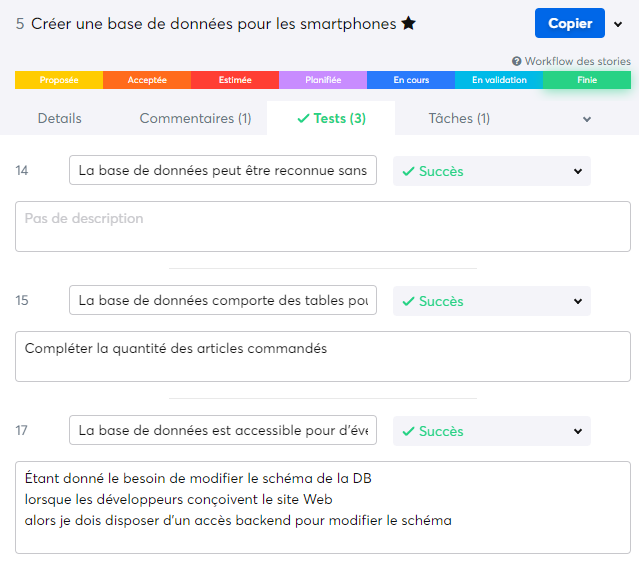 5 Créer une base de données pour les smartphones
Copier
Workflow des stories
Proposée Acceptée Estimée Planifiée En cours En validation Finie
Details Commentaires (1) Tests (3) Tâches (1)
14 La base de données peut être reconnue sans Succès
Pas de description
15 La base de données comporte des tables pou Succès
Compléter la quantité des articles commandés
17 La base de données est accessible pour d'éve Succès
Étant donné le besoin de modifier le schéma de la DB
lorsque les développeurs conçoivent le site Web
alors je dois disposer d'un accès backend pour modifier le schéma